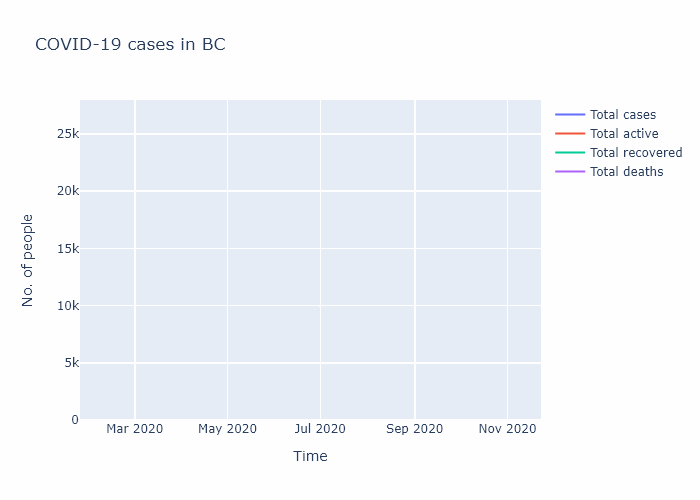 COVID-19 cases in BC
Total cases
Total active
Total recovered
Total deaths
No. of people
25k
20k
15k
10k
5k
0
Mar 2020
May 2020
Jul 2020
Sep 2020
Nov 2020
Time